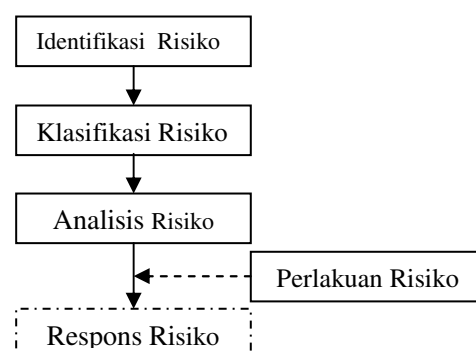 Identifikasi Risiko
Klasifikasi Risiko
Analisis Risiko
Perlakuan Risiko
Respons Risiko